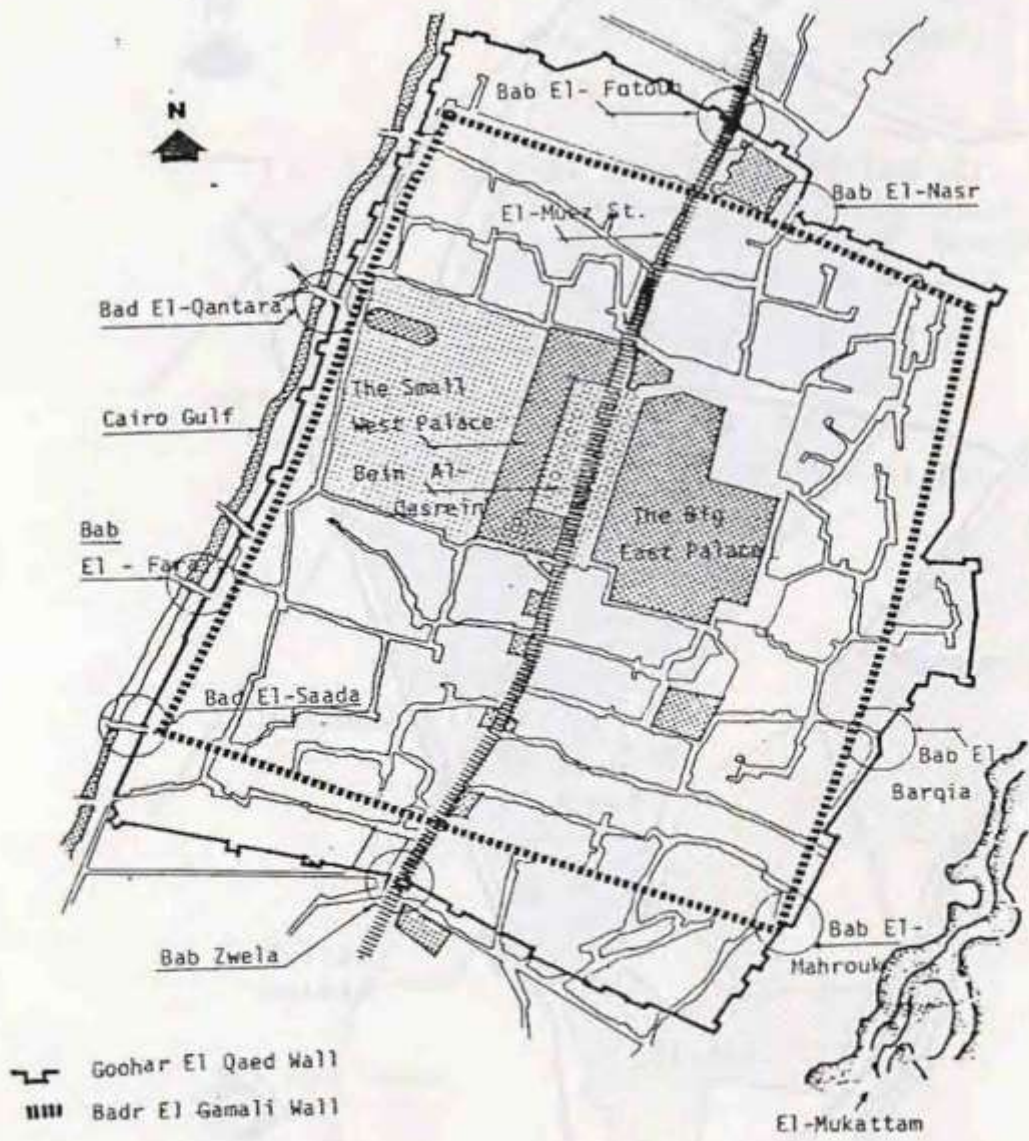 N
Bab El- Fotouh
Bab El-Nasr
El-Muez St.
Bad El-Qantara
The Small
West Palace
Cairo Gulf
Bein Al-
Qasrein
The Big
East Palace
Bab
El - Fara
Bad El-Saada
Bab El
Barqia
Bab Zwela
Bab El-
Mahrouk
Goohar El Qaed Wall
Badr El Gamali Wall
El-Mukattam